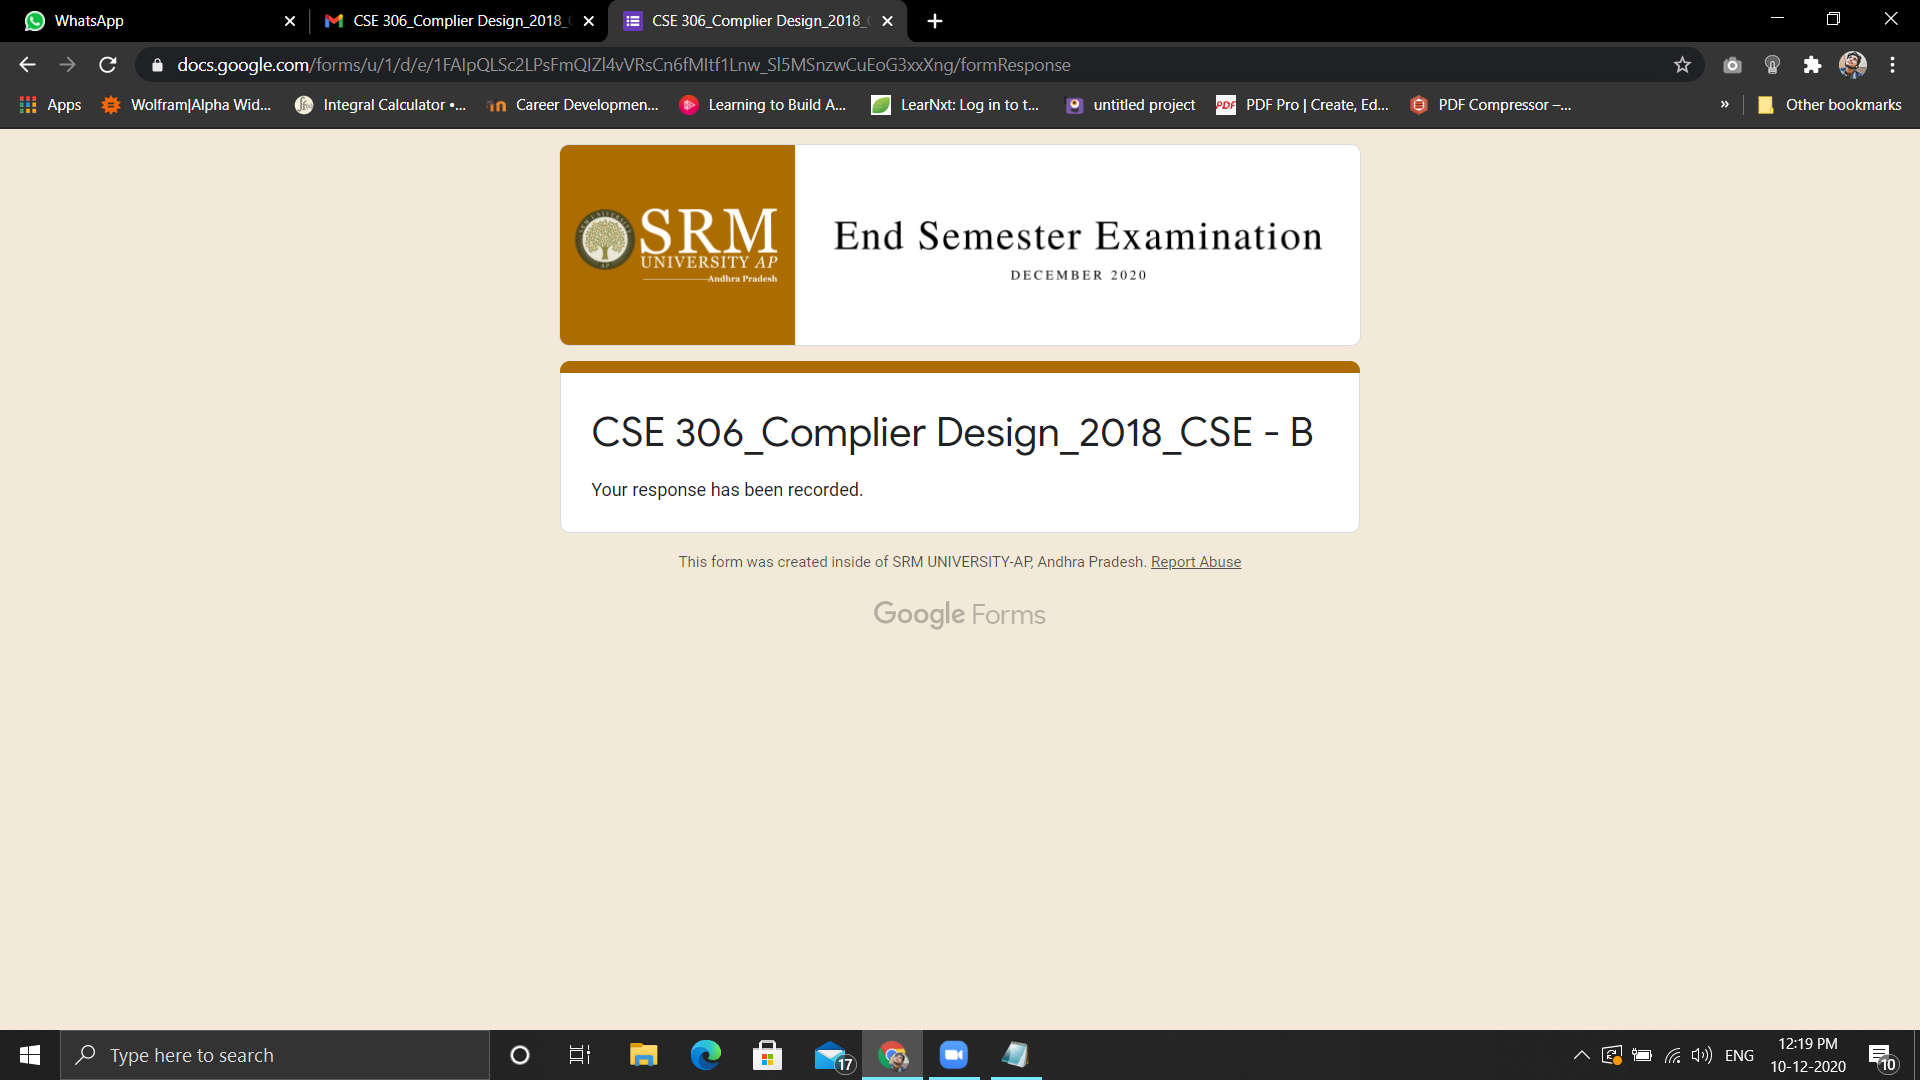 WhatsApp
CSE 306_Complier Design_2018_
CSE 306_Complier Design_2018_
docs.google.com/forms/u/1/d/e/1FAIpQLSc2LPsFmQIZl4vVRsCn6fMItf1Lnw_Sl5MSnzwCuEoG3xxXng/formResponse
Apps
Wolfram|Alpha Wid...
Integral Calculator •...
Career Developmen...
Learning to Build A...
LearNxt: Log in to t...
untitled project
PDF Pro | Create, Ed...
PDF Compressor –...
»
Other bookmarks
SRM
UNIVERSITY AP
Andhra Pradesh
End Semester Examination
DECEMBER 2020
CSE 306_Complier Design_2018_CSE - B
Your response has been recorded.
This form was created inside of SRM UNIVERSITY-AP, Andhra Pradesh. Report Abuse
Google Forms
Type here to search
17
ENG
12:19 PM
10-12-2020
10